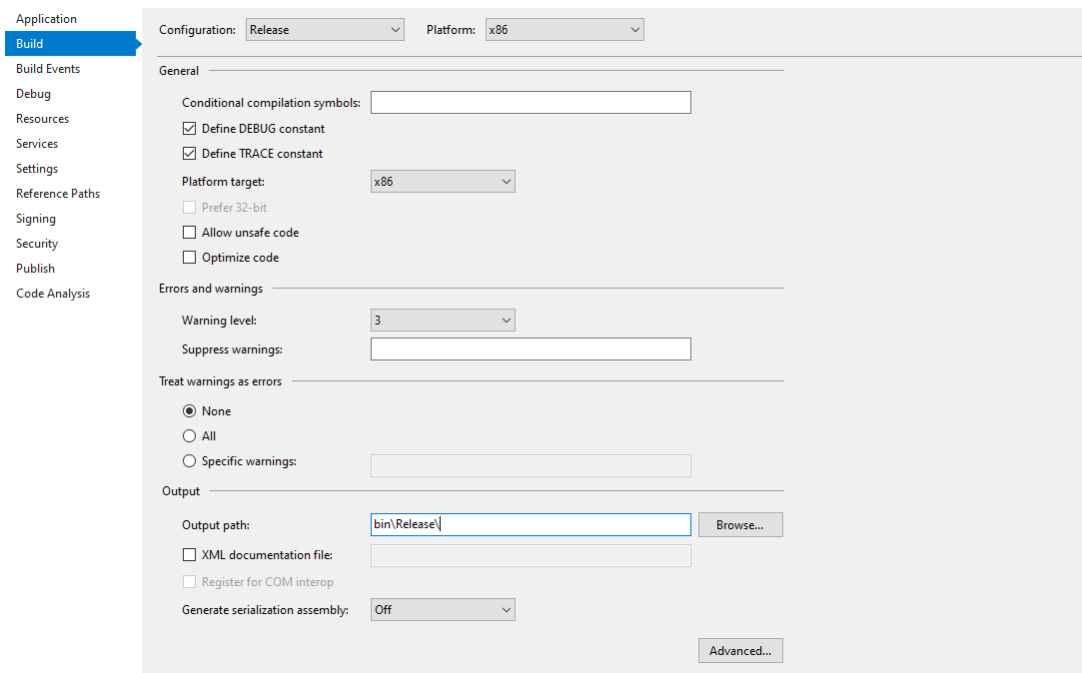 Application
Build
Build Events
Debug
Resources
Services
Settings
Reference Paths
Signing
Security
Publish
Code Analysis
Configuration: Release Platform: x86
General
Conditional compilation symbols:
Define DEBUG constant
Define TRACE constant
Platform target: x86
Prefer 32-bit
Allow unsafe code
Optimize code
Errors and warnings
Warning level: 3
Suppress warnings:
Treat warnings as errors
None
All
Specific warnings:
Output
Output path: bin\Release\ Browse...
XML documentation file:
Register for COM interop
Generate serialization assembly: Off
Advanced...